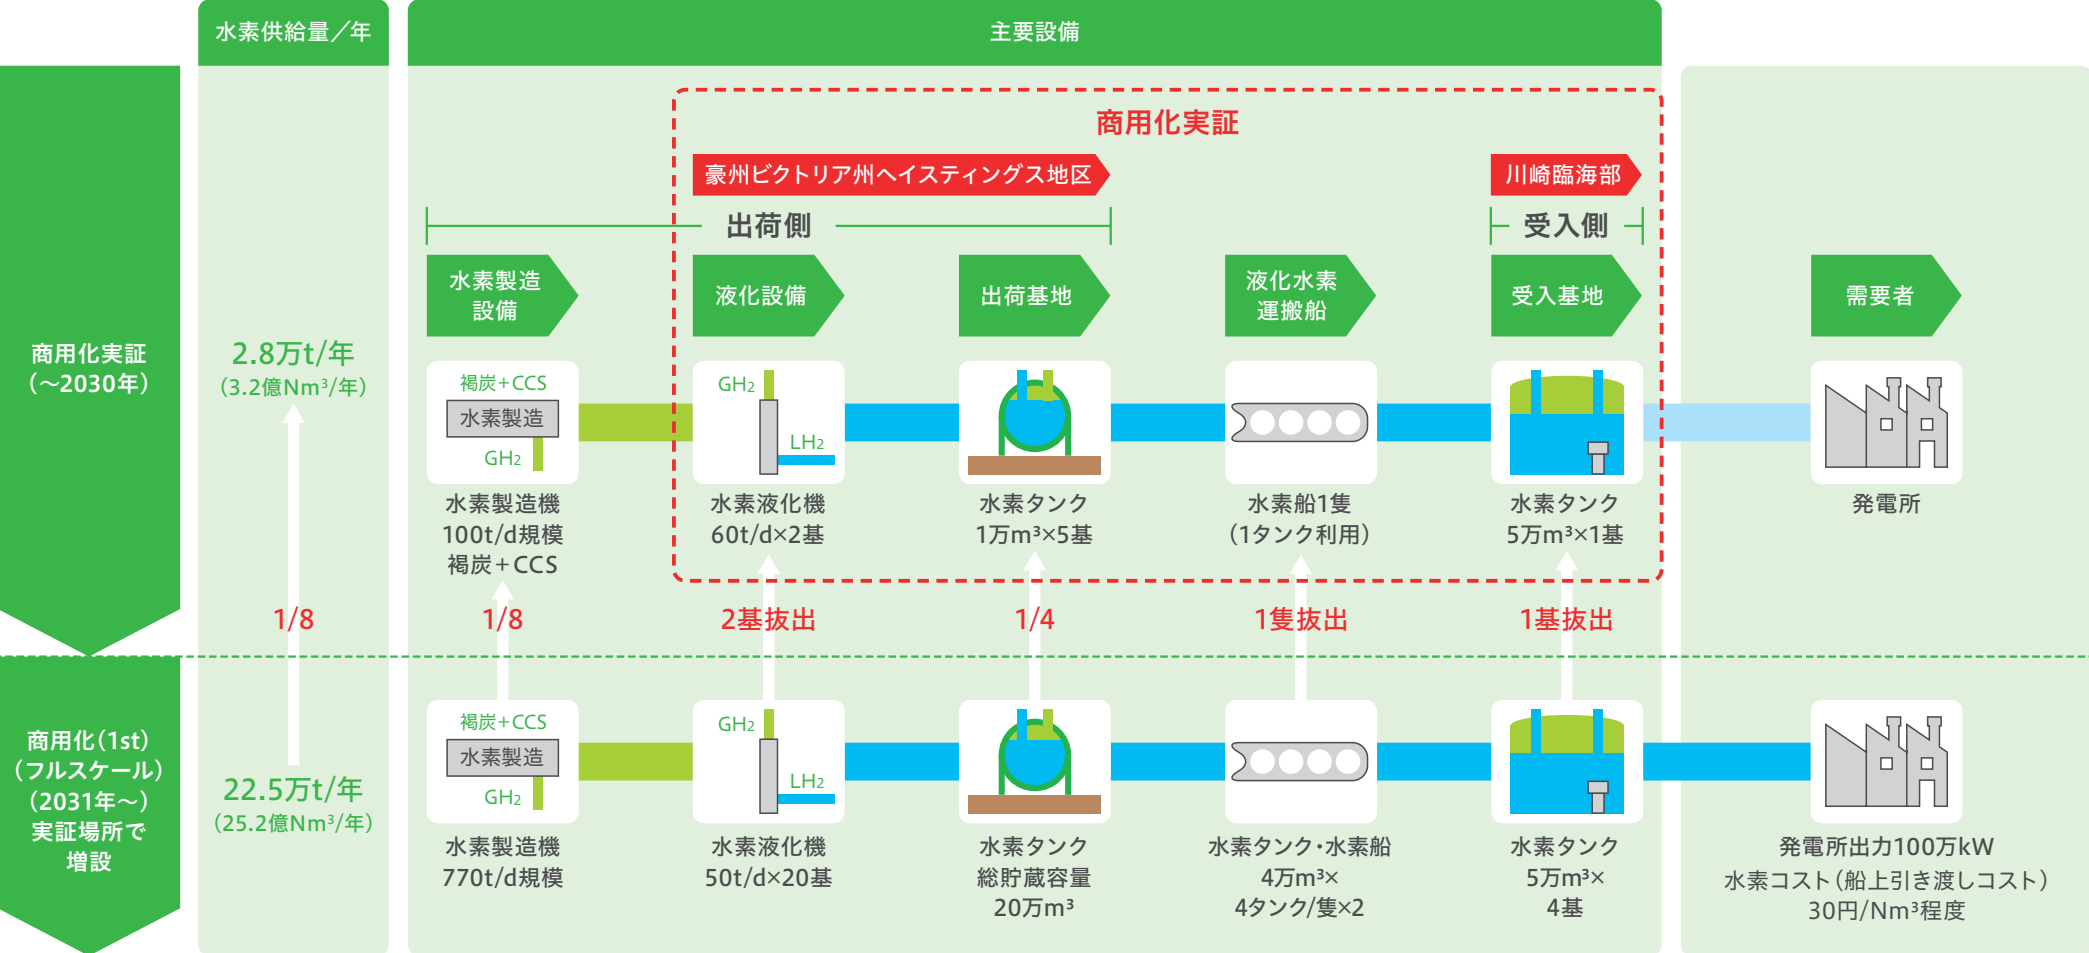 水素供給量／年
主要設備
商用化実証
豪州ビクトリア州ヘイスティングス地区
川崎臨海部
出荷側
受入側
水素製造
設備
液化設備
出荷基地
液化水素
運搬船
受入基地
需要者
商用化実証
（～2030年）
2.8万t/年
（3.2億Nm³/年）
褐炭＋CCS
水素製造
GH₂
GH₂
LH₂
水素製造機
100t/d規模
褐炭＋CCS
水素液化機
60t/d×2基
水素タンク
1万m³×5基
水素船1隻
（1タンク利用）
水素タンク
5万m³×1基
発電所
1/8
1/8
2基抜出
1/4
1隻抜出
1基抜出
商用化（1st）
（フルスケール）
（2031年～）
実証場所で
増設
22.5万t/年
（25.2億Nm³/年）
褐炭＋CCS
水素製造
GH₂
GH₂
LH₂
水素製造機
770t/d規模
水素液化機
50t/d×20基
水素タンク
総貯蔵容量
20万m³
水素タンク・水素船
4万m³×
4タンク/隻×2
水素タンク
5万m³×
4基
発電所出力100万kW
水素コスト（船上引き渡しコスト）
30円/Nm³程度